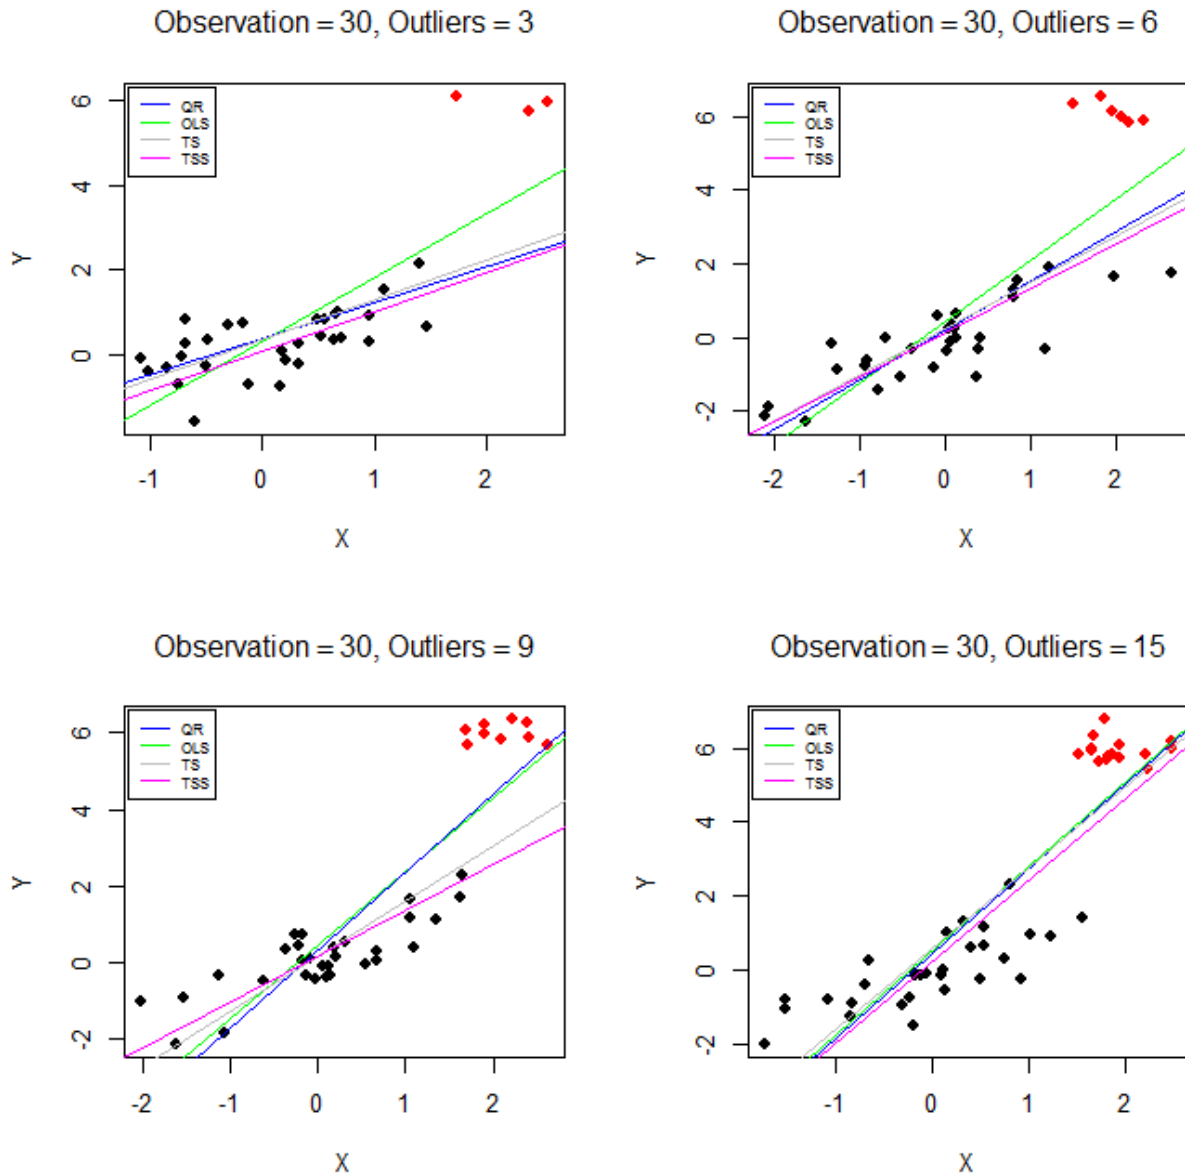 Observation = 30, Outliers = 3
QR
OLS
TS
TSS
6
4
2
0
Y
-1
0
1
2
X
Observation = 30, Outliers = 6
QR
OLS
TS
TSS
6
4
2
0
-2
Y
-2
-1
0
1
2
X
Observation = 30, Outliers = 9
QR
OLS
TS
TSS
6
4
2
0
-2
Y
-2
-1
0
1
2
X
Observation = 30, Outliers = 15
QR
OLS
TS
TSS
6
4
2
0
-2
Y
-1
0
1
2
X